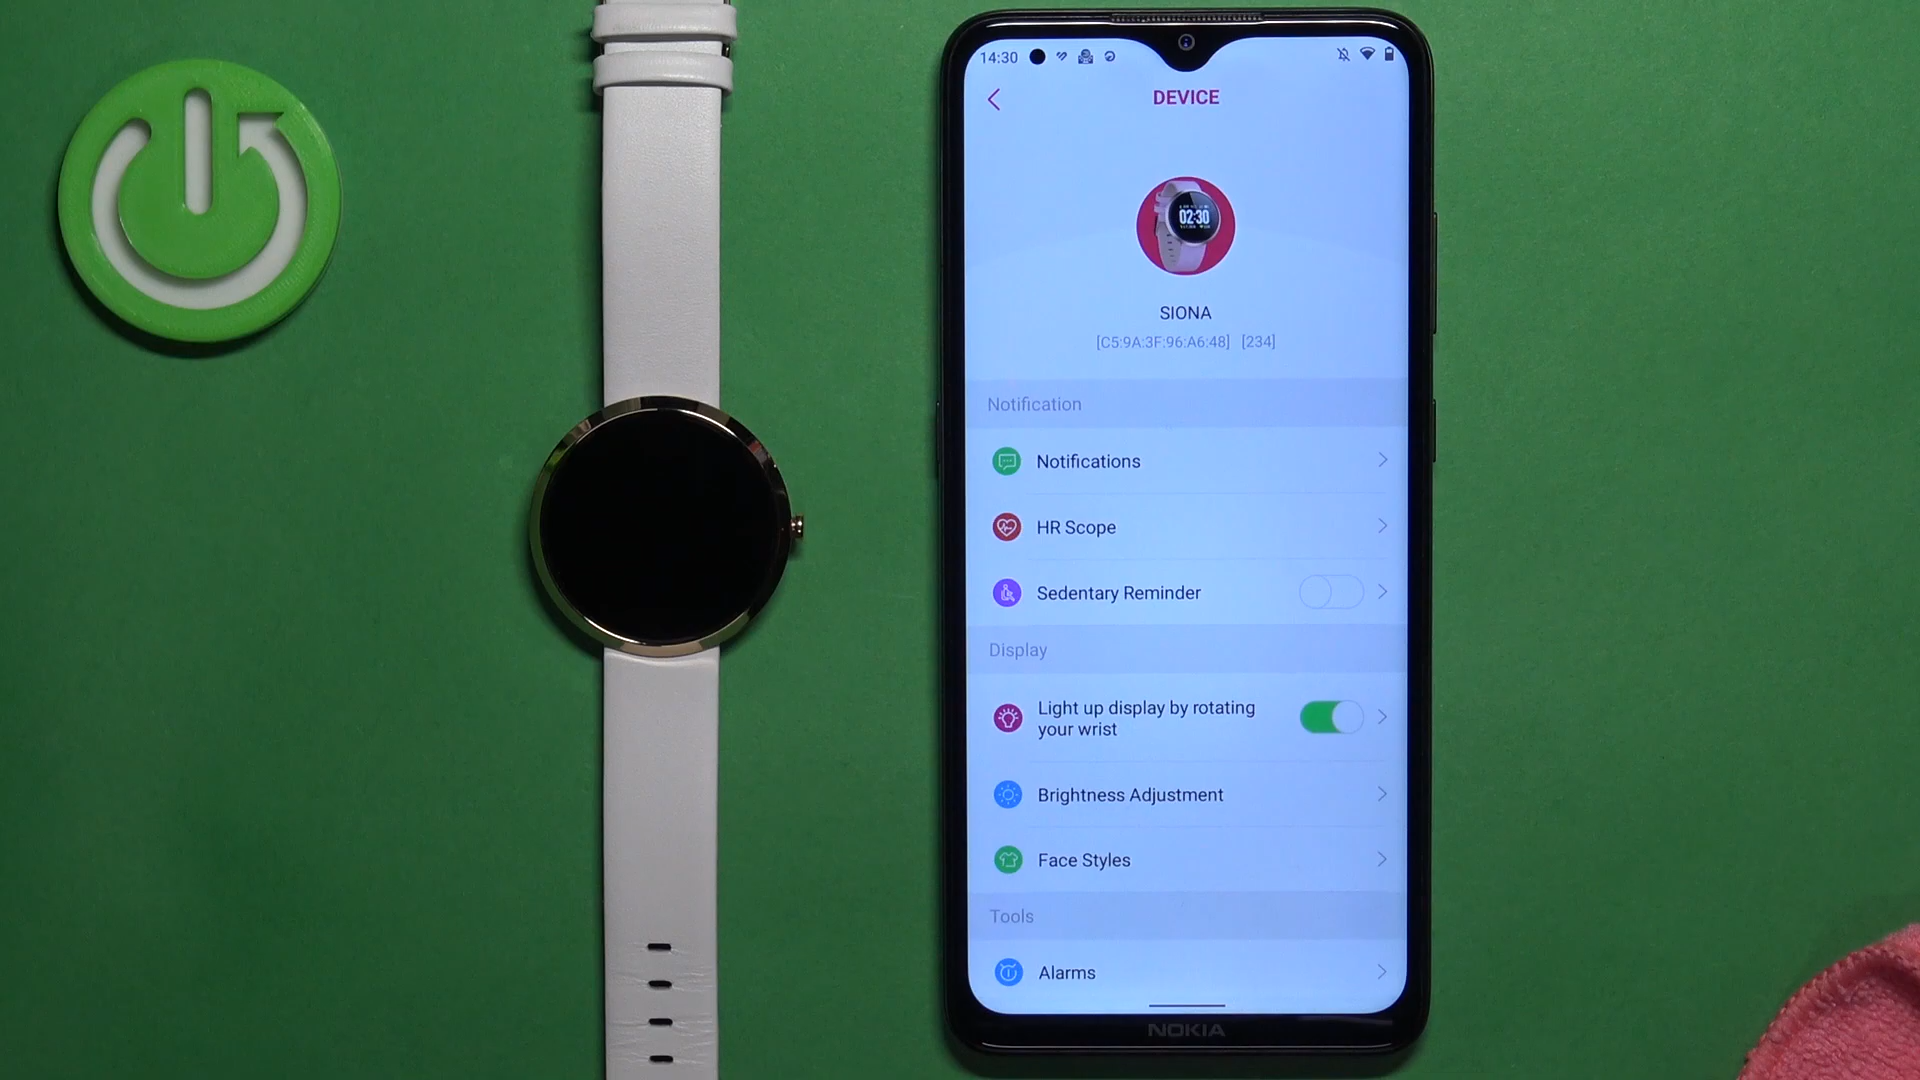 14:30
DEVICE
02:30
SIONA
[C5:9A:3F:96:A6:48] [234]
Notification
Notifications
HR Scope
Sedentary Reminder
Display
Light up display by rotating
your wrist
Brightness Adjustment
Face Styles
Tools
Alarms
NOKIA